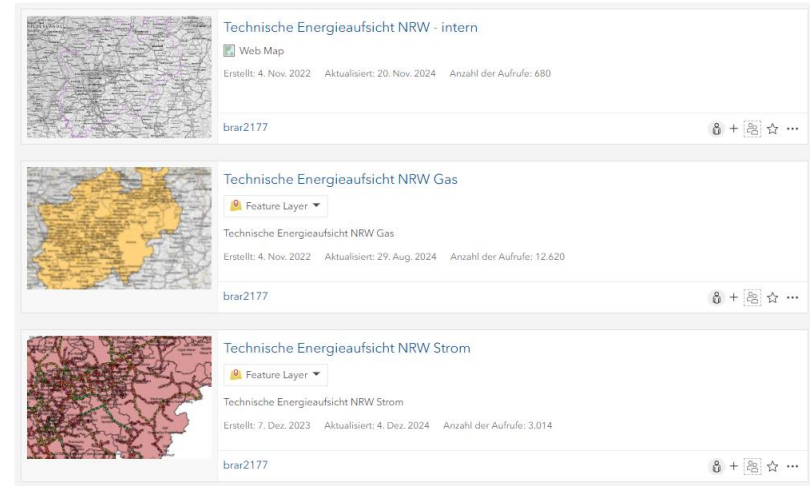 Technische Energieaufsicht NRW - intern
Web Map
Erstellt: 4. Nov. 2022 Aktualisiert: 20. Nov. 2024 Anzahl der Aufrufe: 680
brar2177
Technische Energieaufsicht NRW Gas
Feature Layer
Technische Energieaufsicht NRW Gas
Erstellt: 4. Nov. 2022 Aktualisiert: 29. Aug. 2024 Anzahl der Aufrufe: 12.620
brar2177
Technische Energieaufsicht NRW Strom
Feature Layer
Technische Energieaufsicht NRW Strom
Erstellt: 7. Dez. 2023 Aktualisiert: 4. Dez. 2024 Anzahl der Aufrufe: 3.014
brar2177